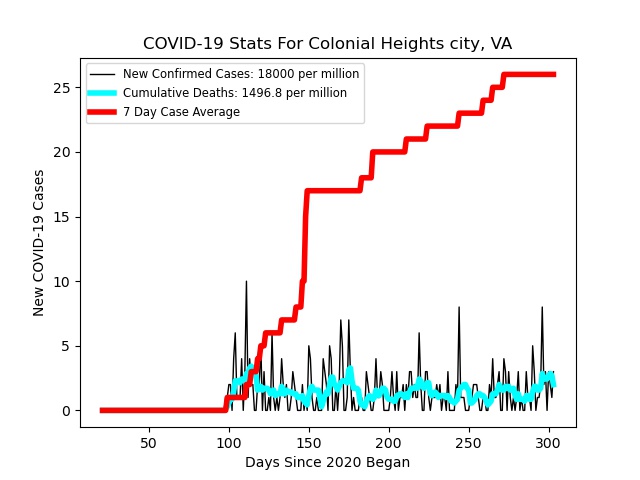 COVID-19 Stats For Colonial Heights city, VA
New Confirmed Cases: 18000 per million
Cumulative Deaths: 1496.8 per million
7 Day Case Average
New COVID-19 Cases
25
20
15
10
5
0
50 100 150 200 250 300
Days Since 2020 Began